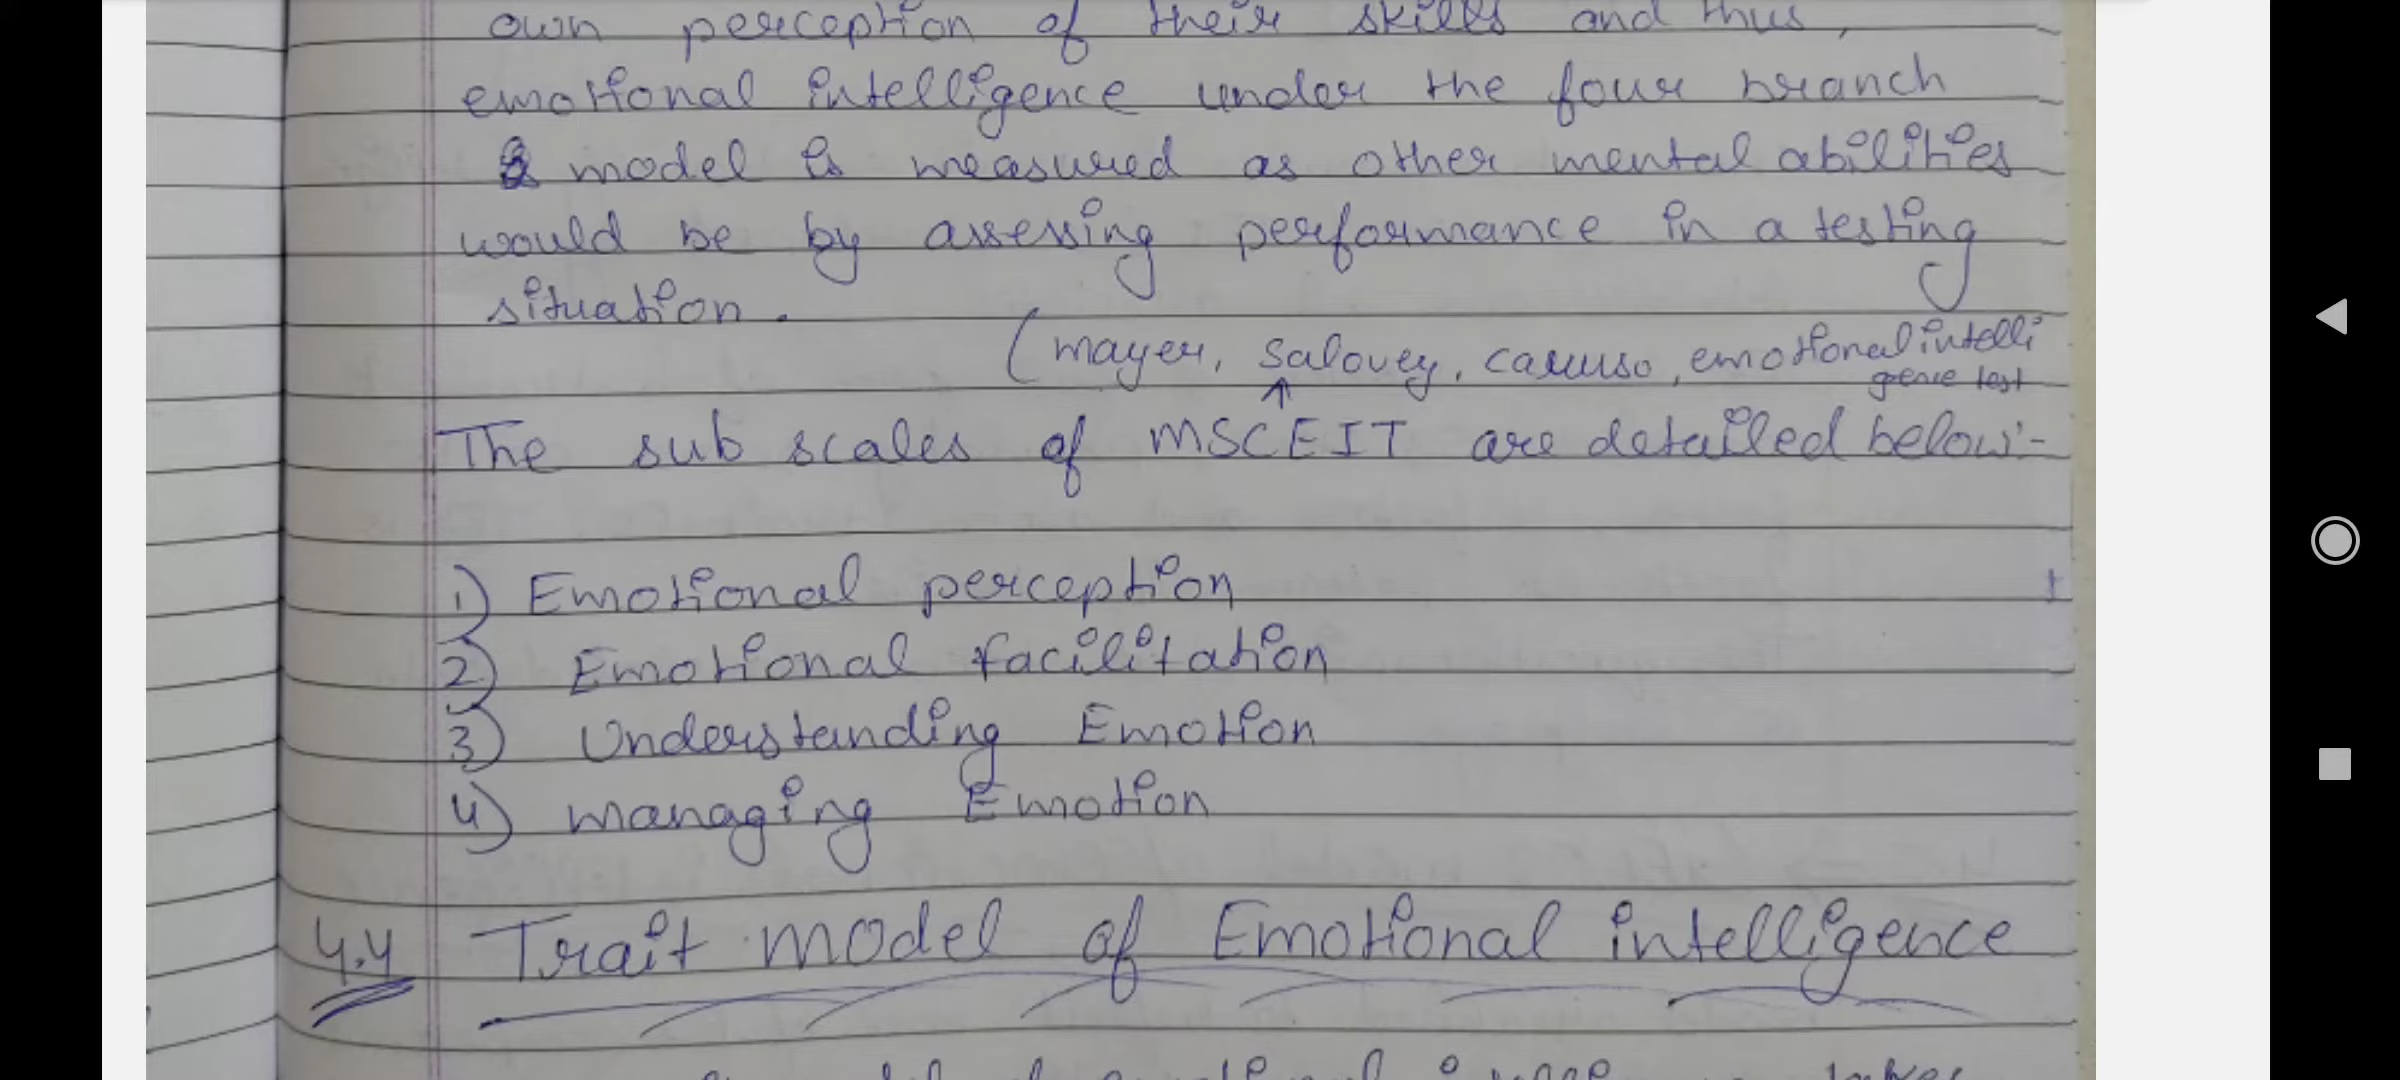 own perception of their skills and thus,
emotional intelligence under the four branch
model is measured as other mental abilities
would be by assessing performance in a testing
situation.
(mayer, salovey, caruso, emotional intelli
gence test
↑
The sub scales of MSCEIT are detailed below:-
1) Emotional perception
2) Emotional facilitation
3) Understanding Emotion
4) managing Emotion
4.4 Trait model of Emotional intelligence